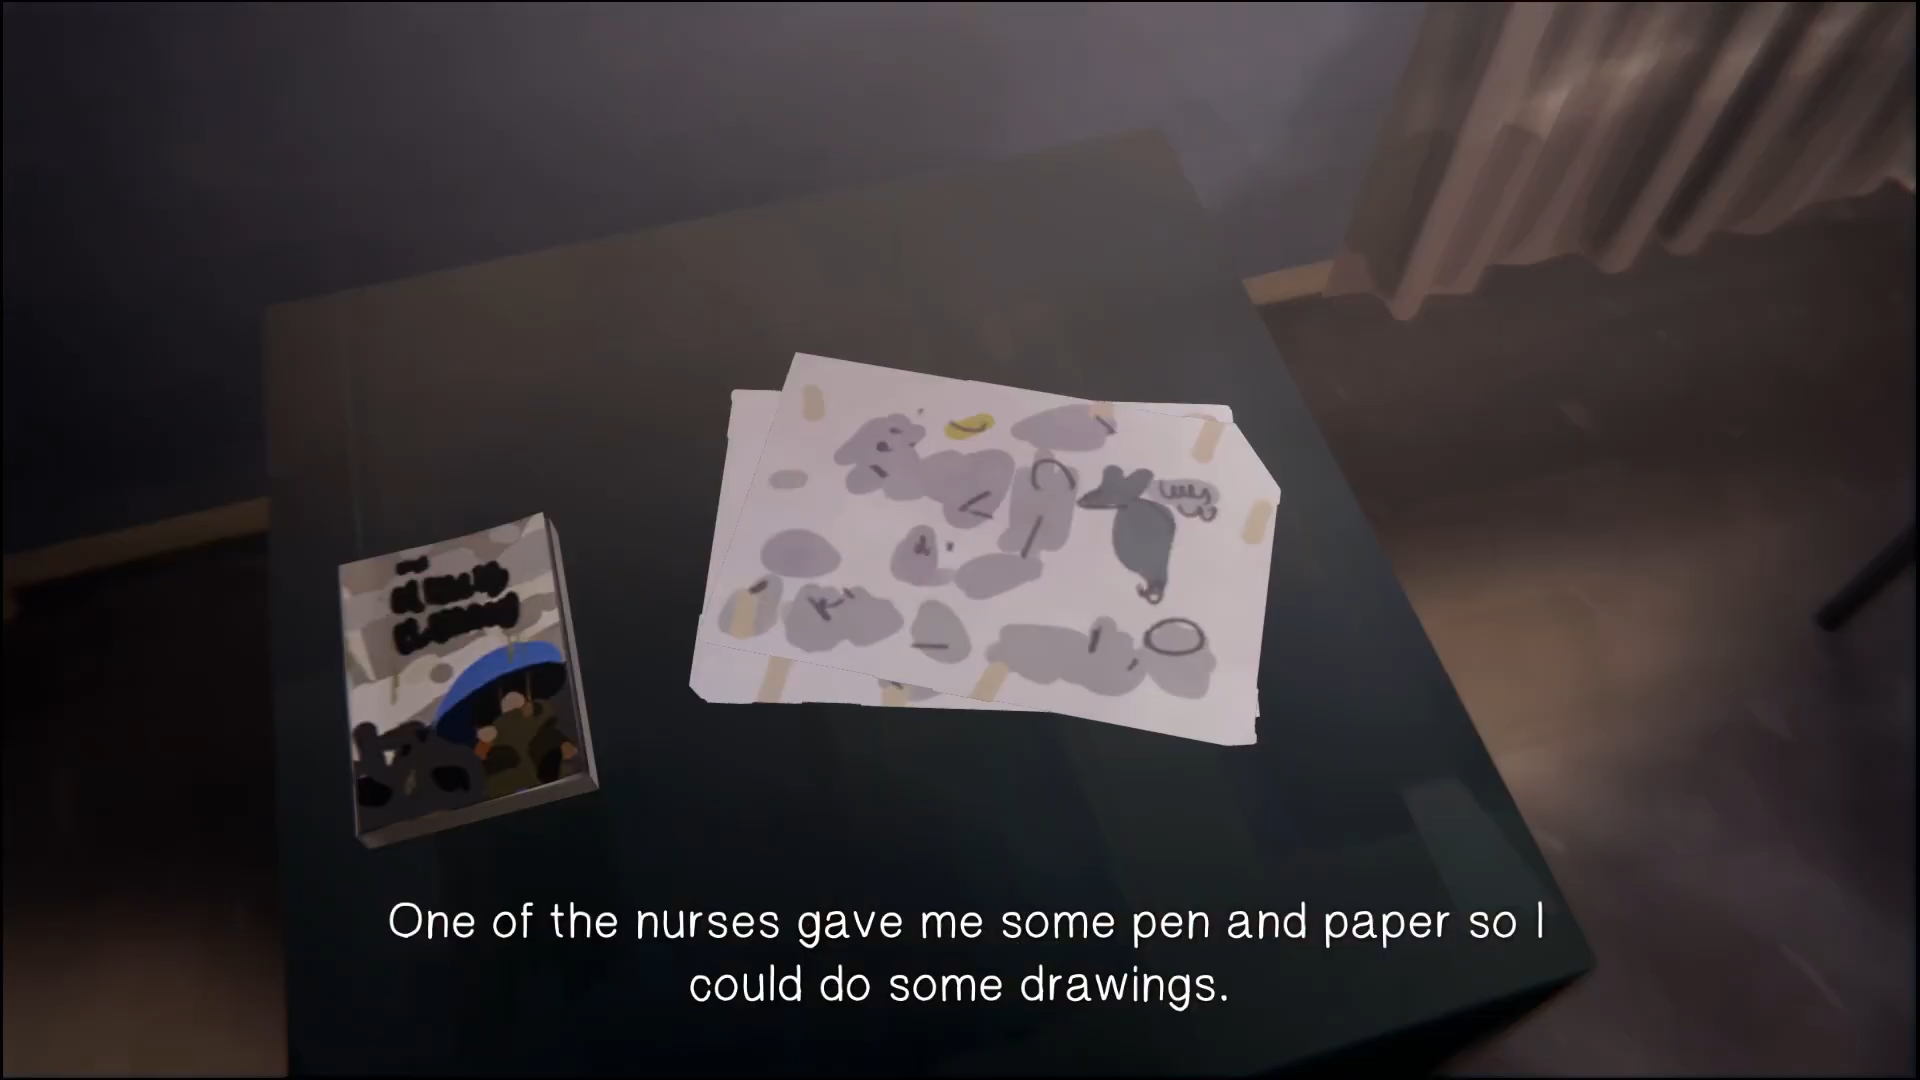 One of the nurses gave me some pen and paper so I
could do some drawings.